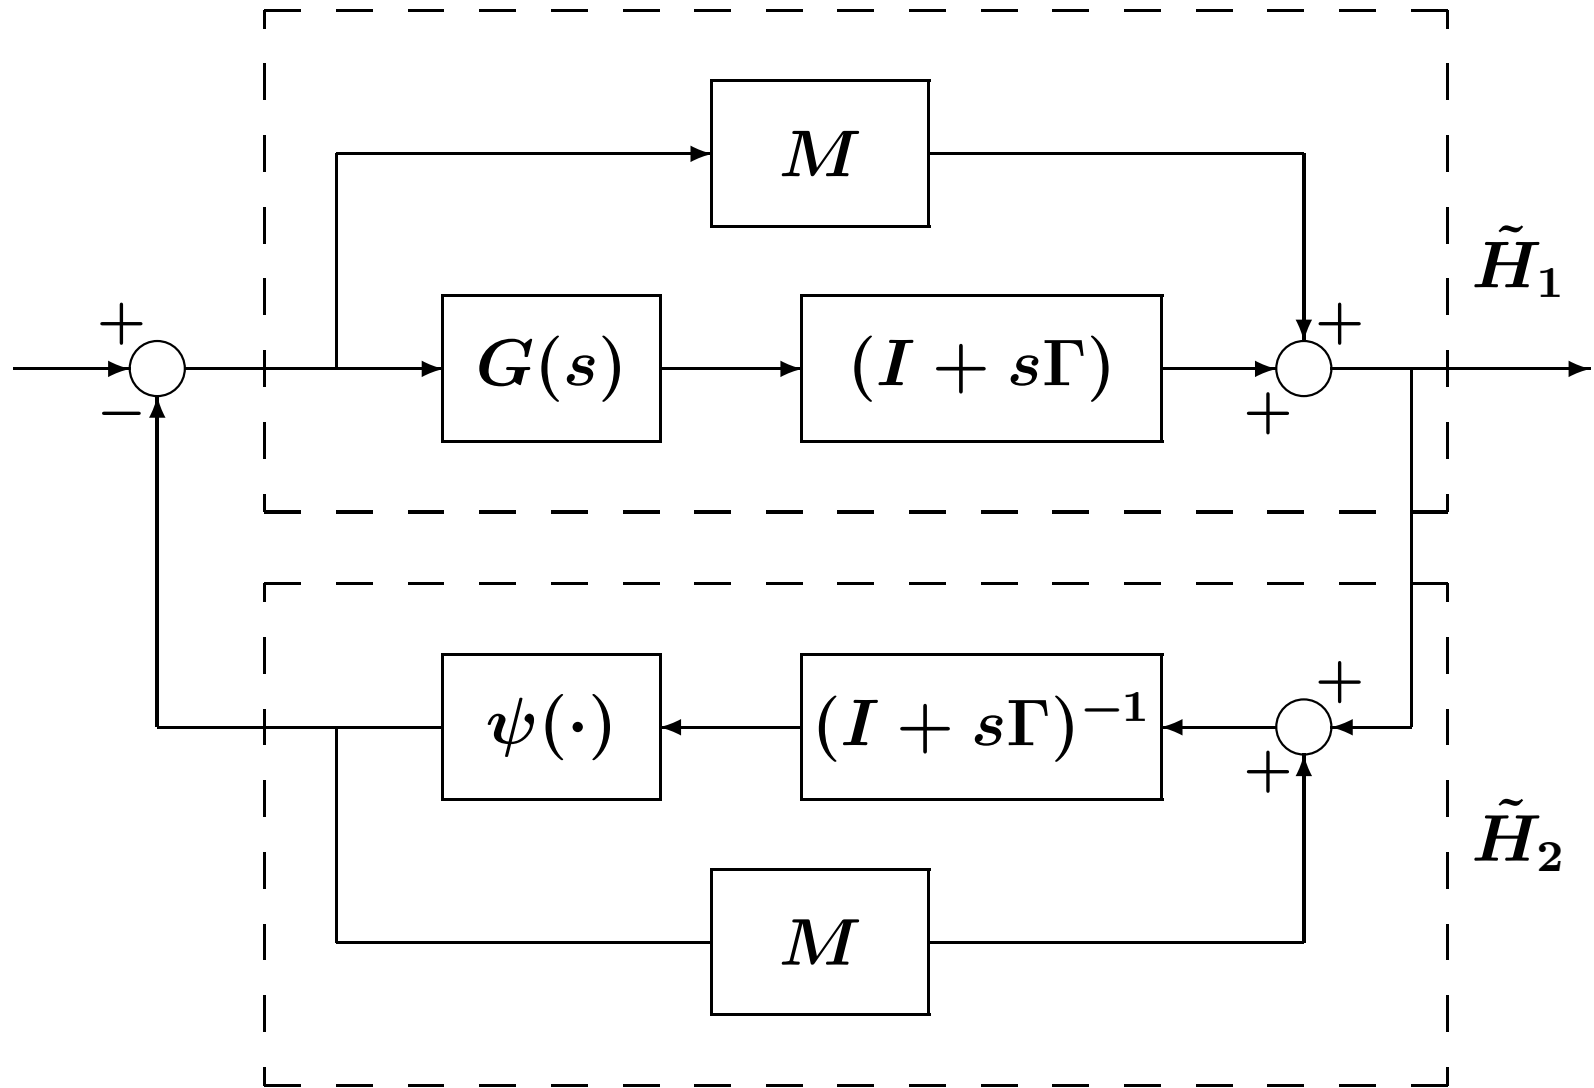 M
H̃₁
+
+
G(s)
(I + sΓ)
−
+
+
ψ(·)
(I + sΓ)⁻¹
+
H̃₂
M